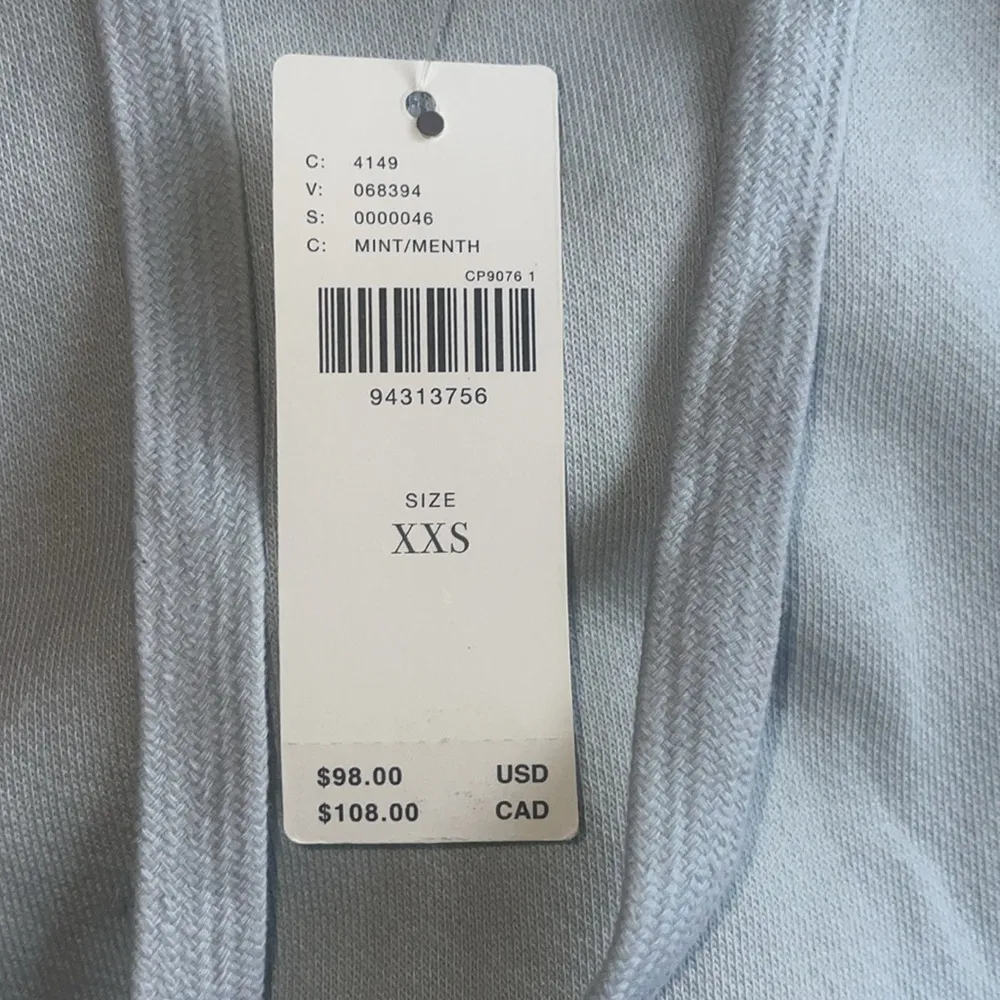 C: 4149
V: 068394
S: 0000046
C: MINT/MENTH
CP9076 1
94313756
SIZE
XXS
$98.00 USD
$108.00 CAD